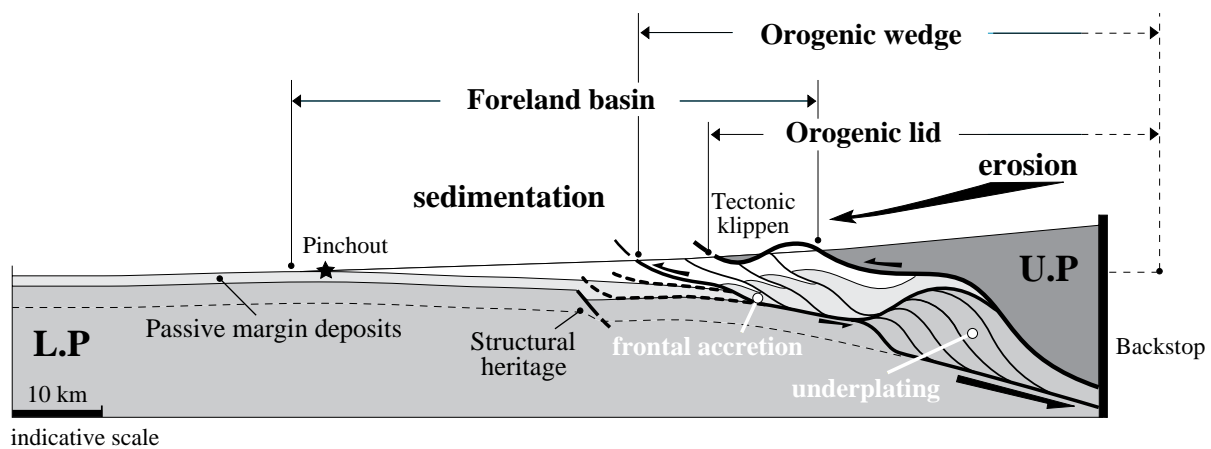 Orogenic wedge
Foreland basin
Orogenic lid
erosion
sedimentation
Tectonic
klippen
Pinchout
U.P
Passive margin deposits
L.P
Structural
heritage
frontal accretion
Backstop
underplating
10 km
indicative scale